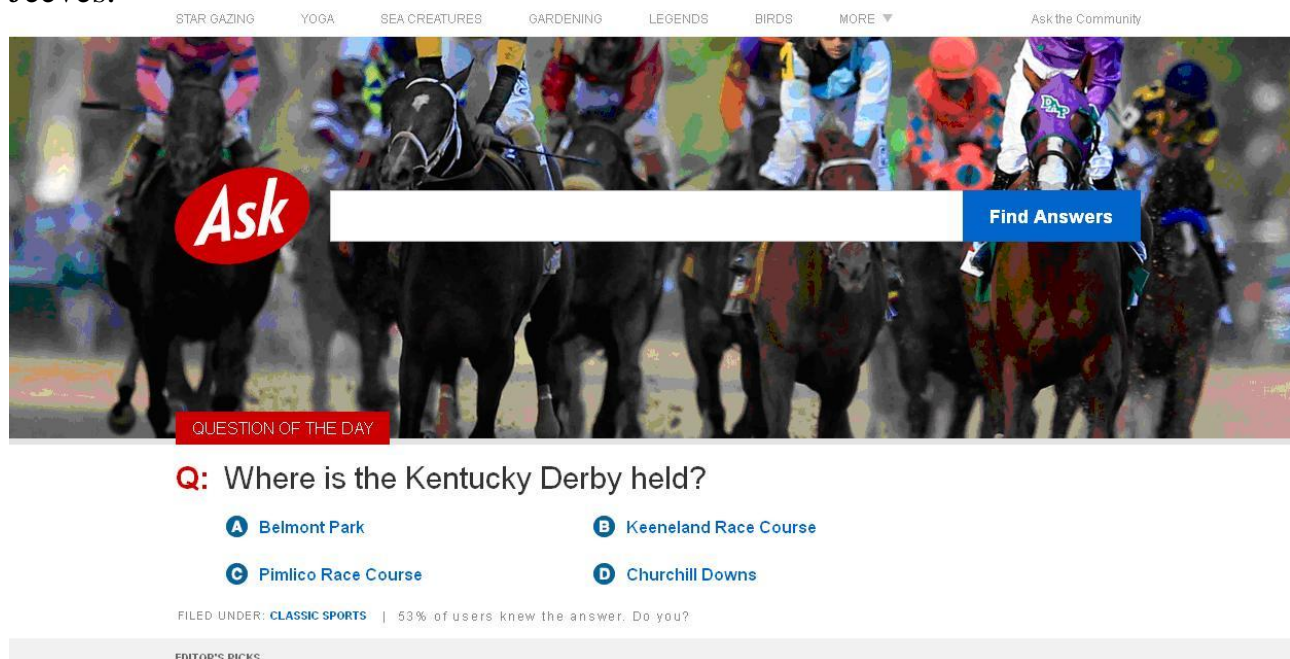 Jeeves.
STAR GAZING YOGA SEA CREATURES GARDENING LEGENDS BIRDS MORE ▼ Ask the Community
DAP
Ask
Find Answers
QUESTION OF THE DAY
Q: Where is the Kentucky Derby held?
A Belmont Park B Keeneland Race Course
C Pimlico Race Course D Churchill Downs
FILED UNDER: CLASSIC SPORTS | 53% of users knew the answer. Do you?
EDITOR'S PICKS